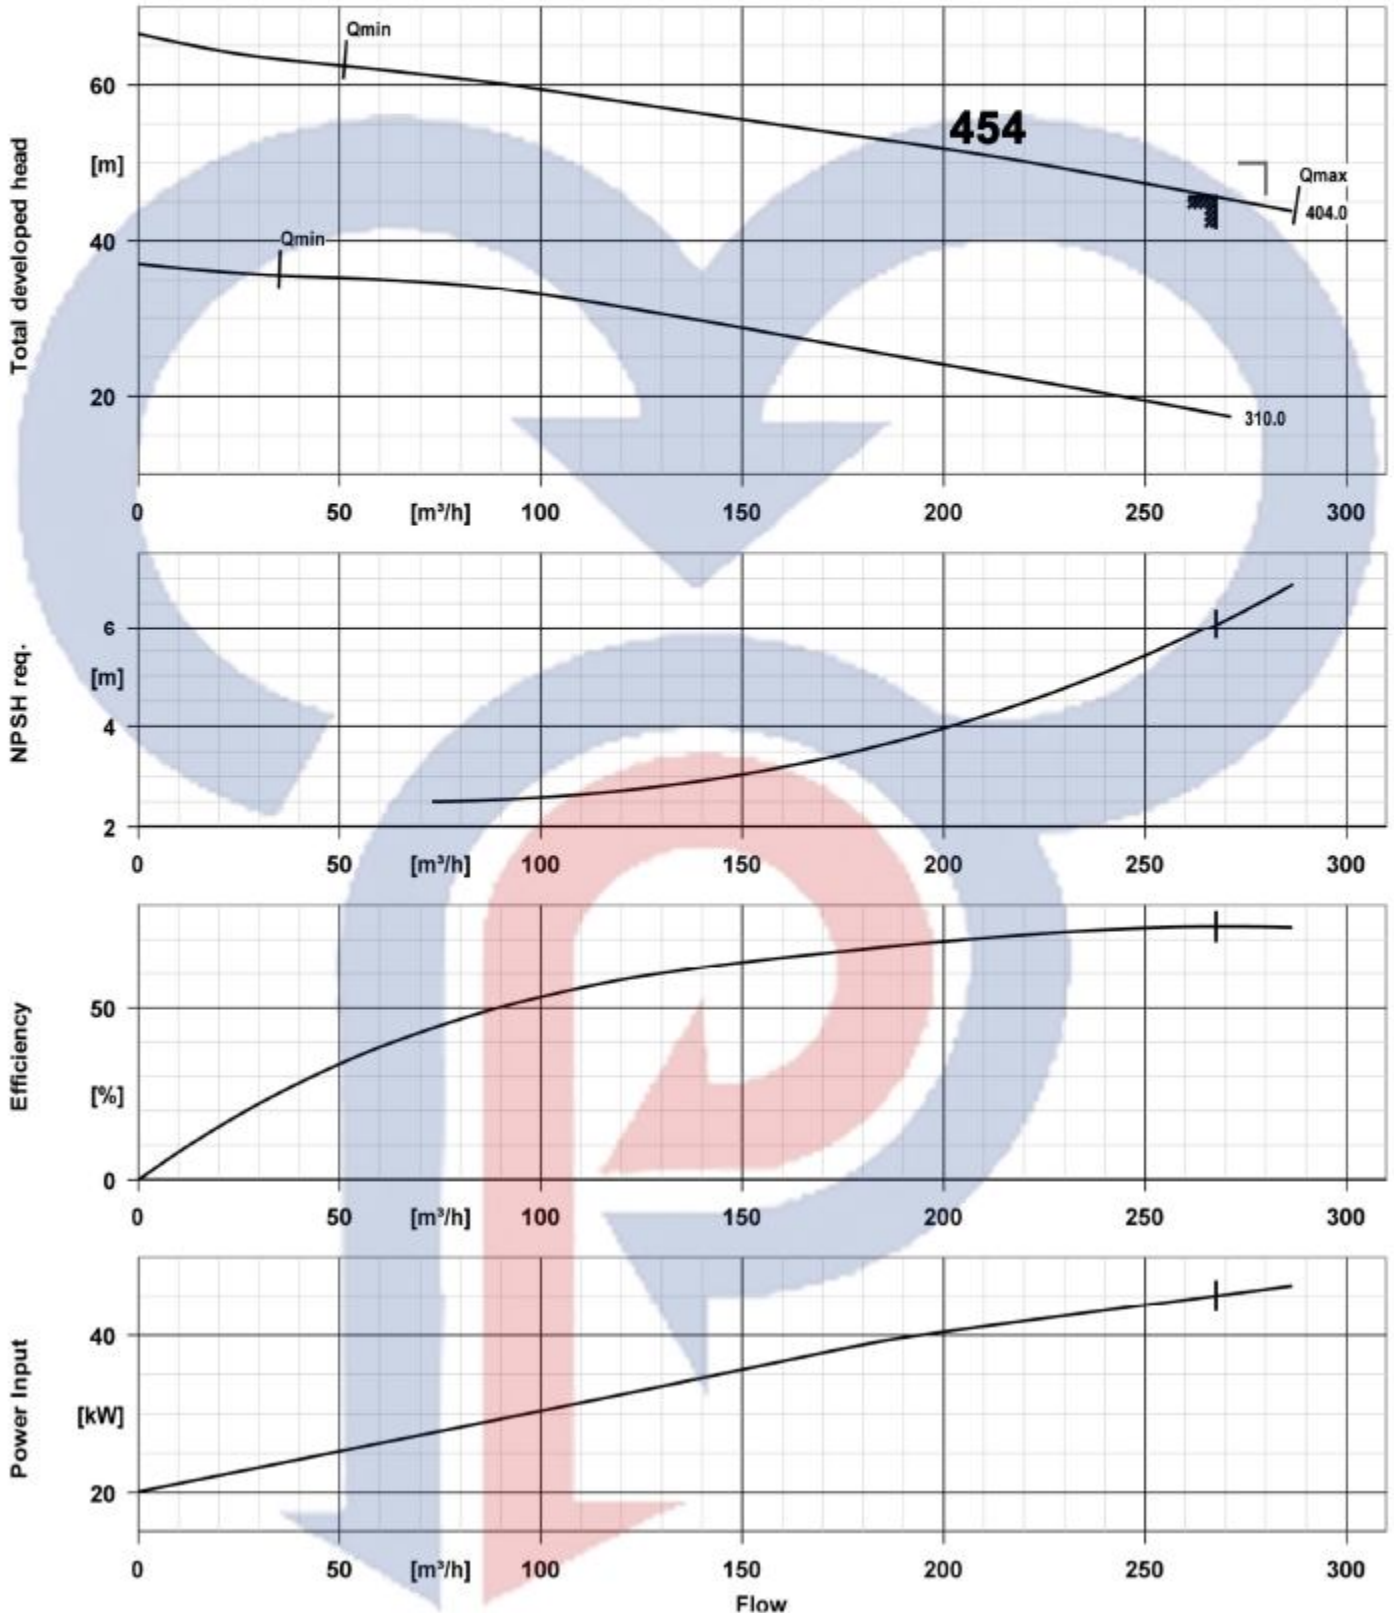 Qmin
60
454
[m]
Qmax
404.0
Total developed head
40
Qmin
20
310.0
0 50 [m³/h] 100 150 200 250 300
6
[m]
NPSH req.
4
2
0 50 [m³/h] 100 150 200 250 300
50
Efficiency
[%]
0
0 50 [m³/h] 100 150 200 250 300
40
Power Input
[kW]
20
0 50 [m³/h] 100 150 200 250 300
Flow